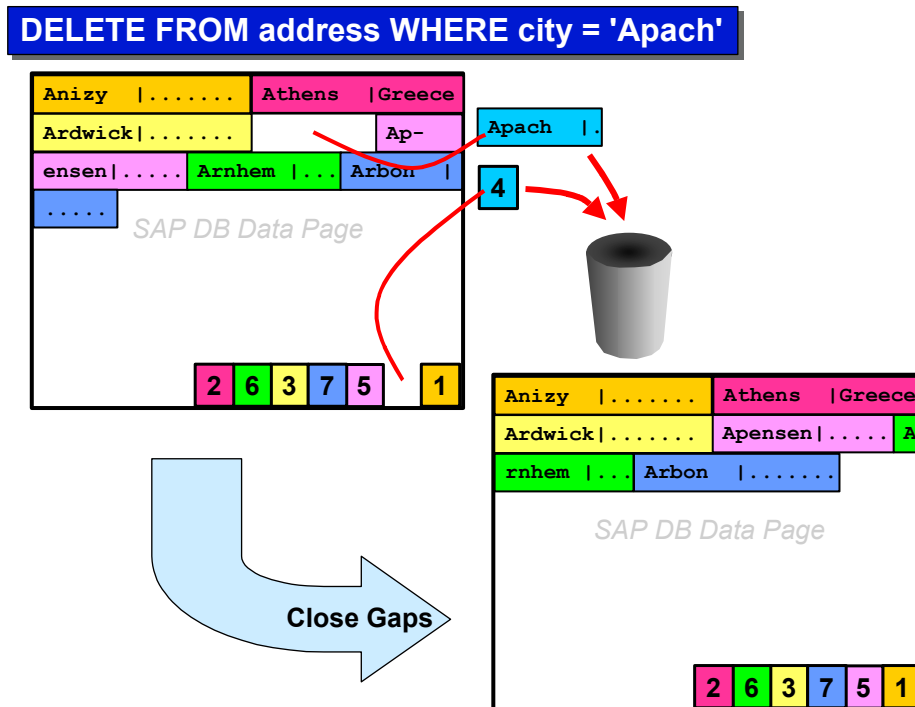 DELETE FROM address WHERE city = 'Apach'
Anizy |....... Athens |Greece
Ardwick|....... Ap-
ensen|..... Arnhem |... Arbon |
.....
SAP DB Data Page
2 6 3 7 5 1
Apach |.
4
Close Gaps
Anizy |....... Athens |Greece
Ardwick|....... Apensen|..... A
rnhem |... Arbon |.......
SAP DB Data Page
2 6 3 7 5 1